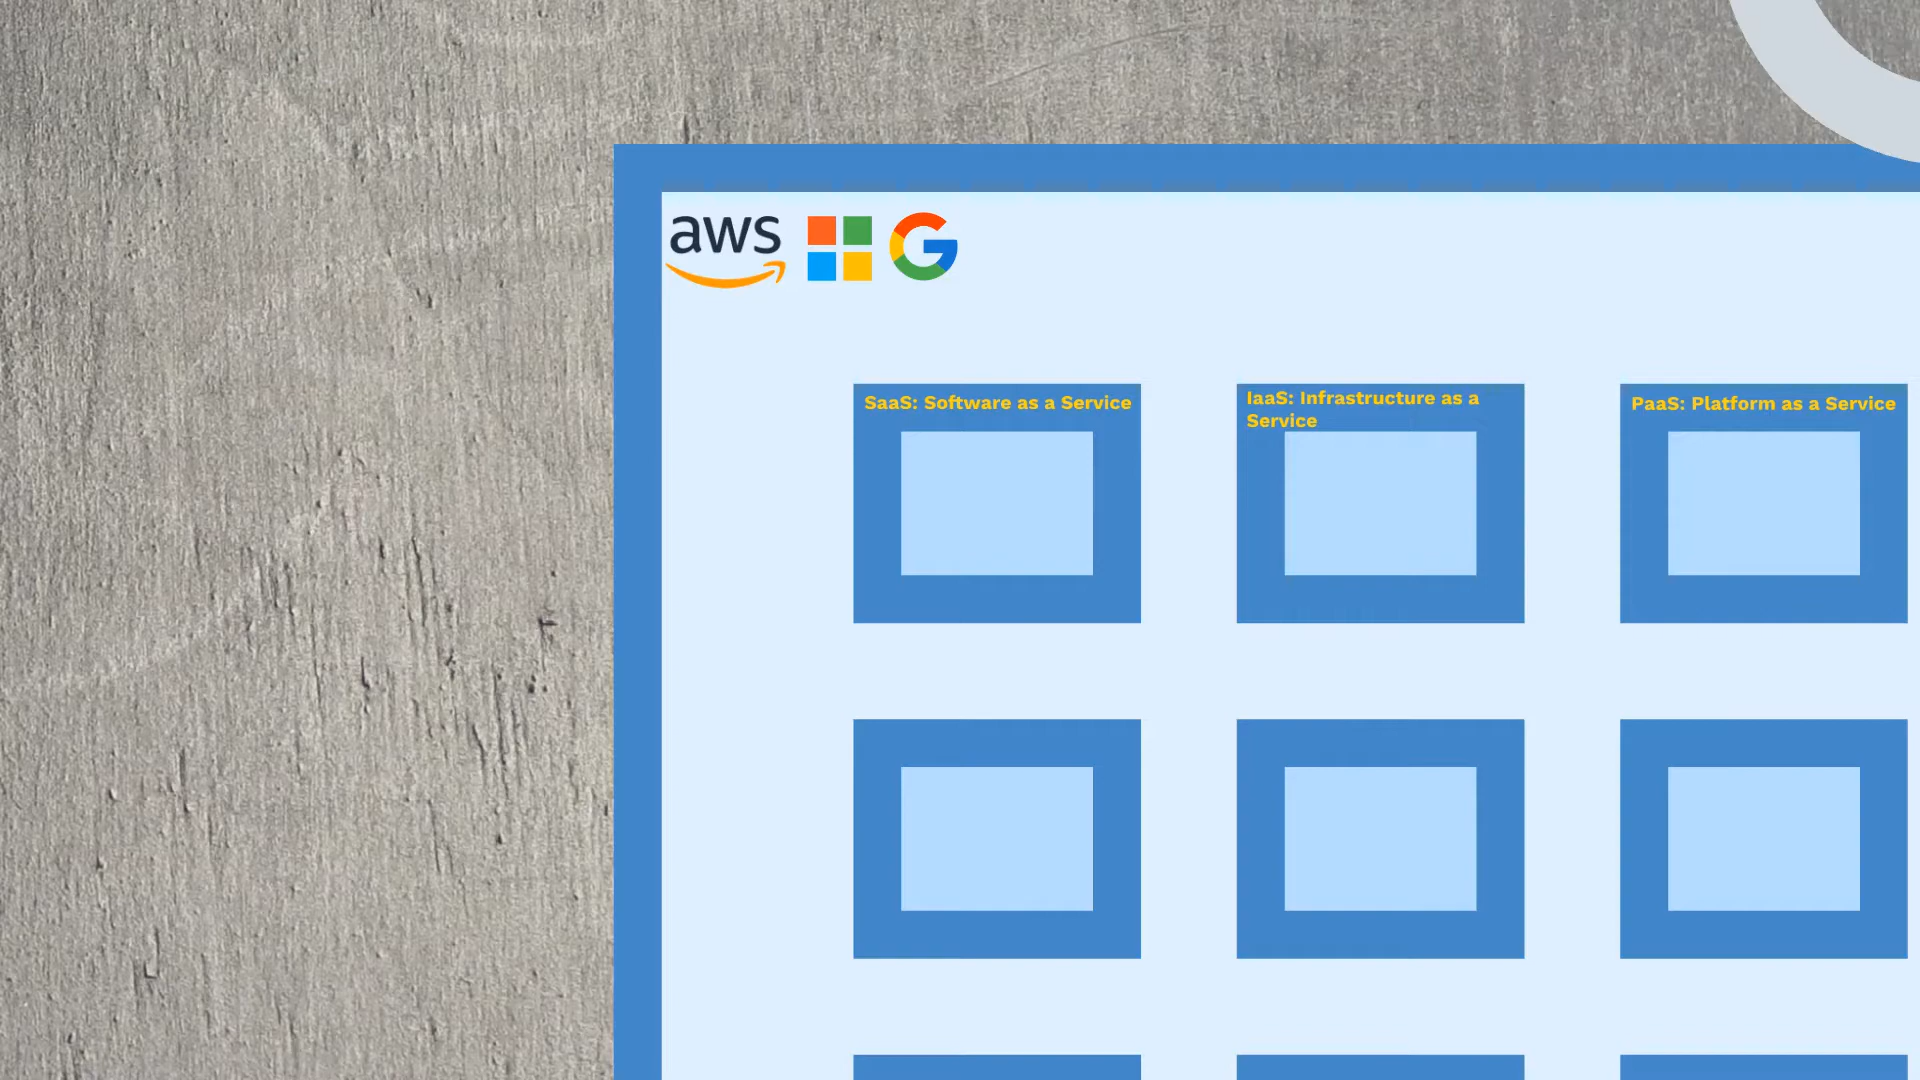 aws
SaaS: Software as a Service
IaaS: Infrastructure as a
Service
PaaS: Platform as a Service